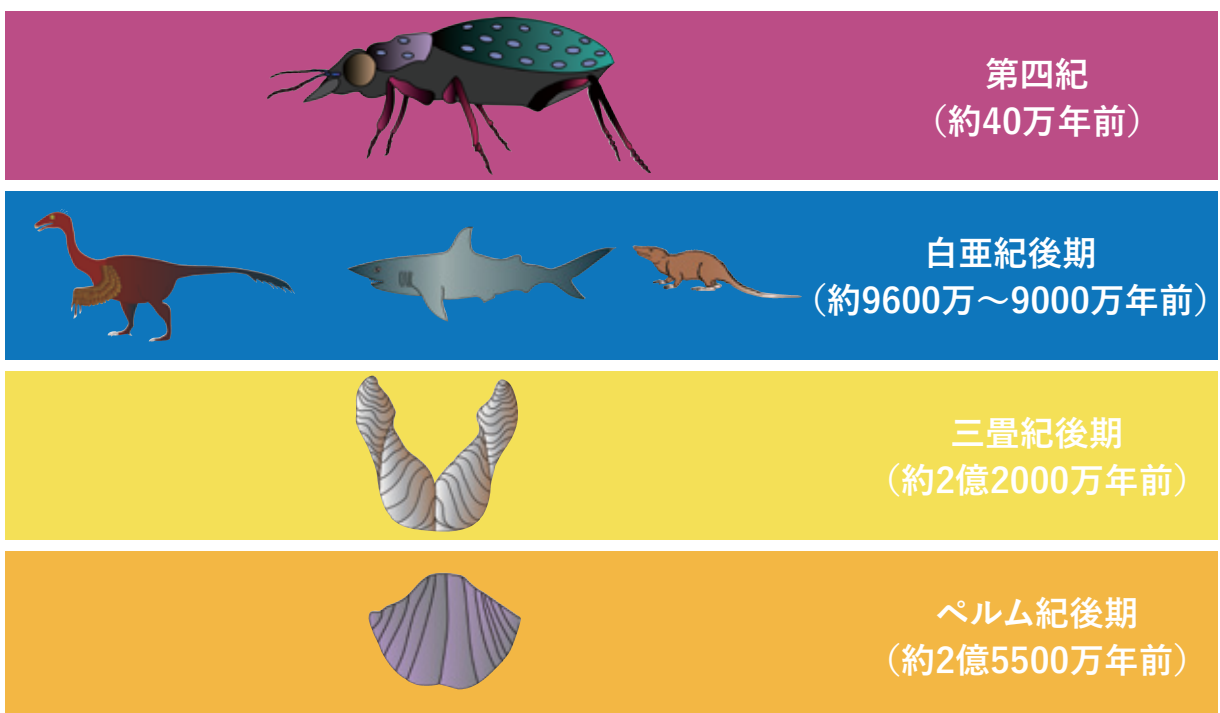 第四紀
（約40万年前）
白亜紀後期
（約9600万～9000万年前）
三畳紀後期
（約2億2000万年前）
ペルム紀後期
（約2億5500万年前）